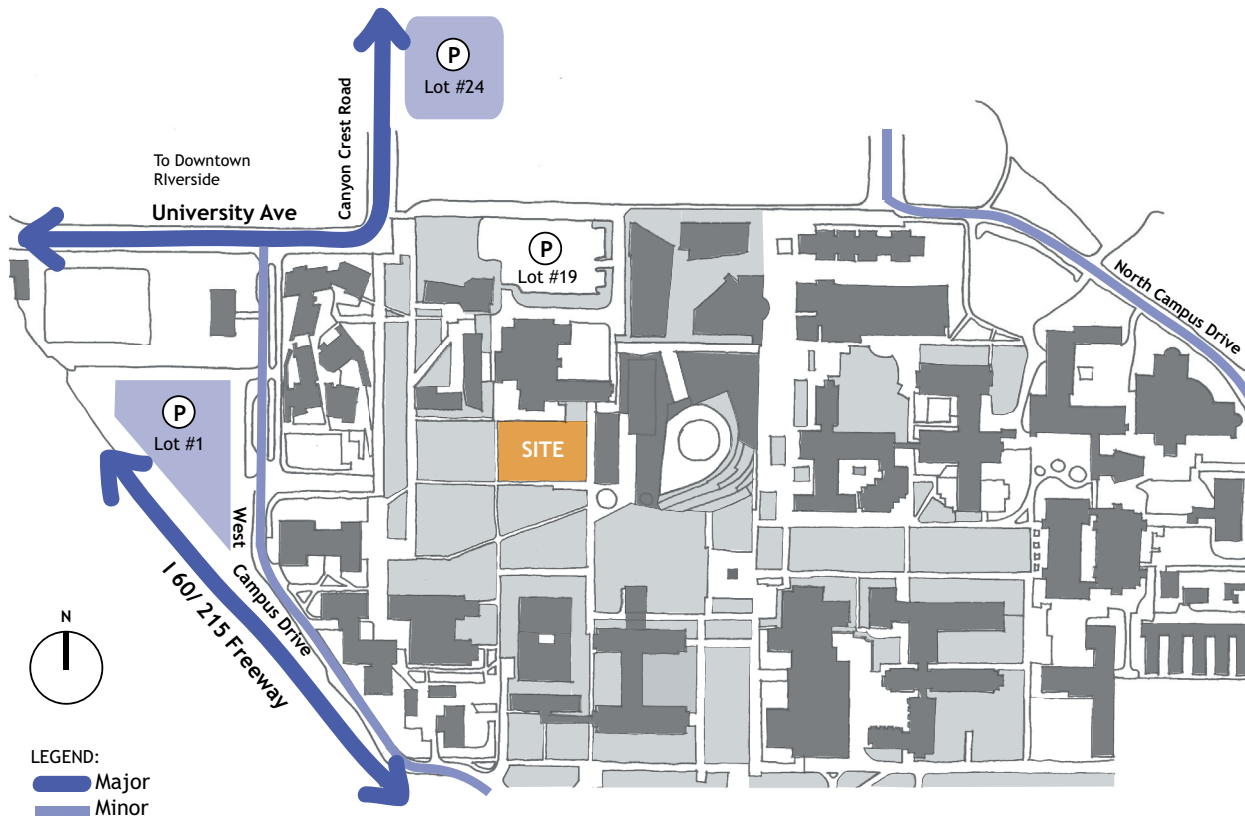 P
Lot #24
Canyon Crest Road
To Downtown
RIverside
University Ave
P
Lot #19
North Campus Drive
P
Lot #1
SITE
West Campus Drive
I 60/ 215 Freeway
N
LEGEND:
Major
Minor